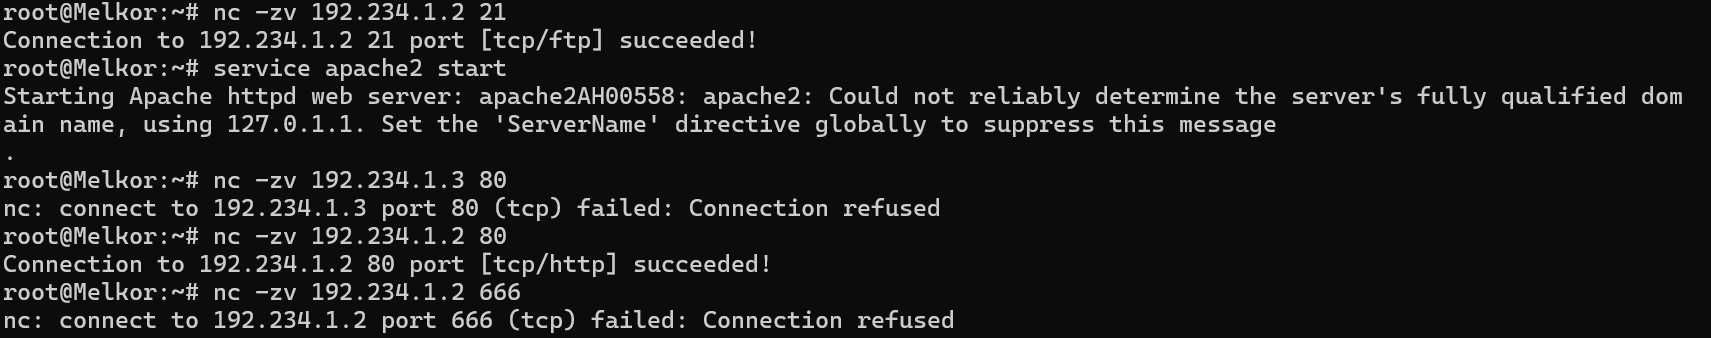 root@Melkor:~# nc -zv 192.234.1.2 21
Connection to 192.234.1.2 21 port [tcp/ftp] succeeded!
root@Melkor:~# service apache2 start
Starting Apache httpd web server: apache2AH00558: apache2: Could not reliably determine the server's fully qualified dom
ain name, using 127.0.1.1. Set the 'ServerName' directive globally to suppress this message
.
root@Melkor:~# nc -zv 192.234.1.3 80
nc: connect to 192.234.1.3 port 80 (tcp) failed: Connection refused
root@Melkor:~# nc -zv 192.234.1.2 80
Connection to 192.234.1.2 80 port [tcp/http] succeeded!
root@Melkor:~# nc -zv 192.234.1.2 666
nc: connect to 192.234.1.2 port 666 (tcp) failed: Connection refused